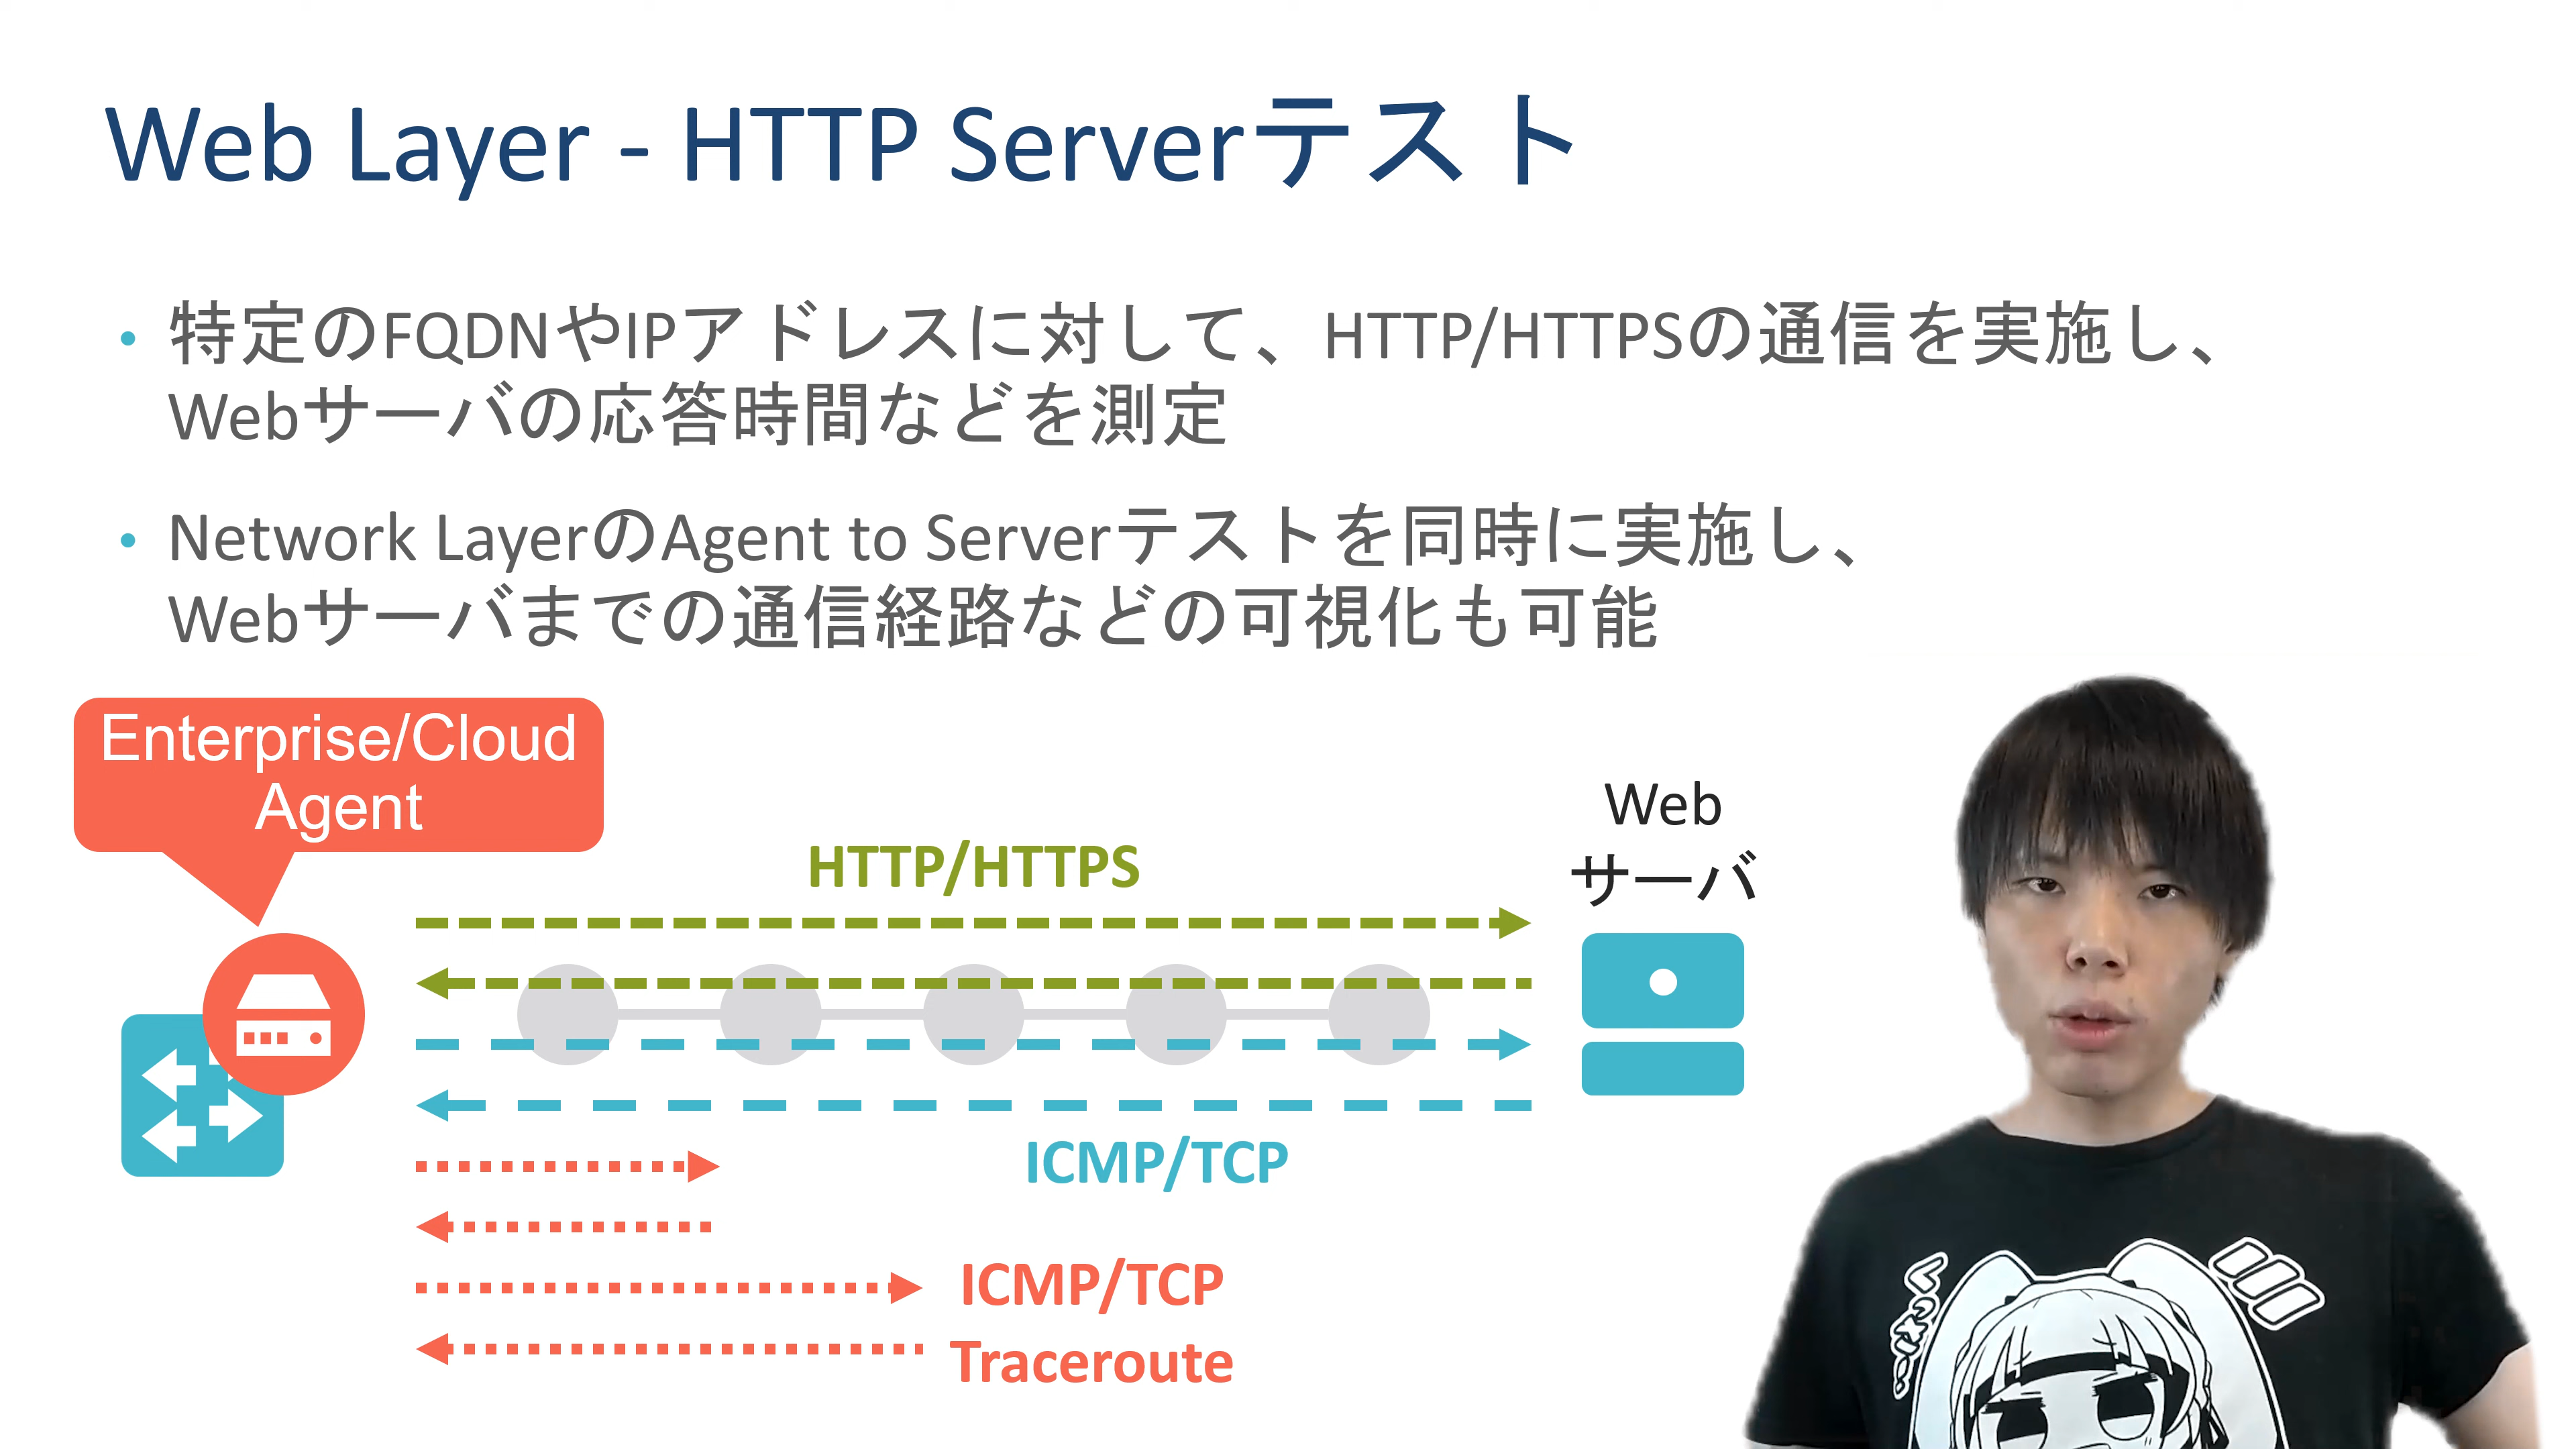 Web Layer - HTTP Serverテスト
• 特定のFQDNやIPアドレスに対して、HTTP/HTTPSの通信を実施し、
Webサーバの応答時間などを測定
• Network LayerのAgent to Serverテストを同時に実施し、
Webサーバまでの通信経路などの可視化も可能
Enterprise/Cloud
Agent
Web
サーバ
HTTP/HTTPS
ICMP/TCP
ICMP/TCP
Traceroute